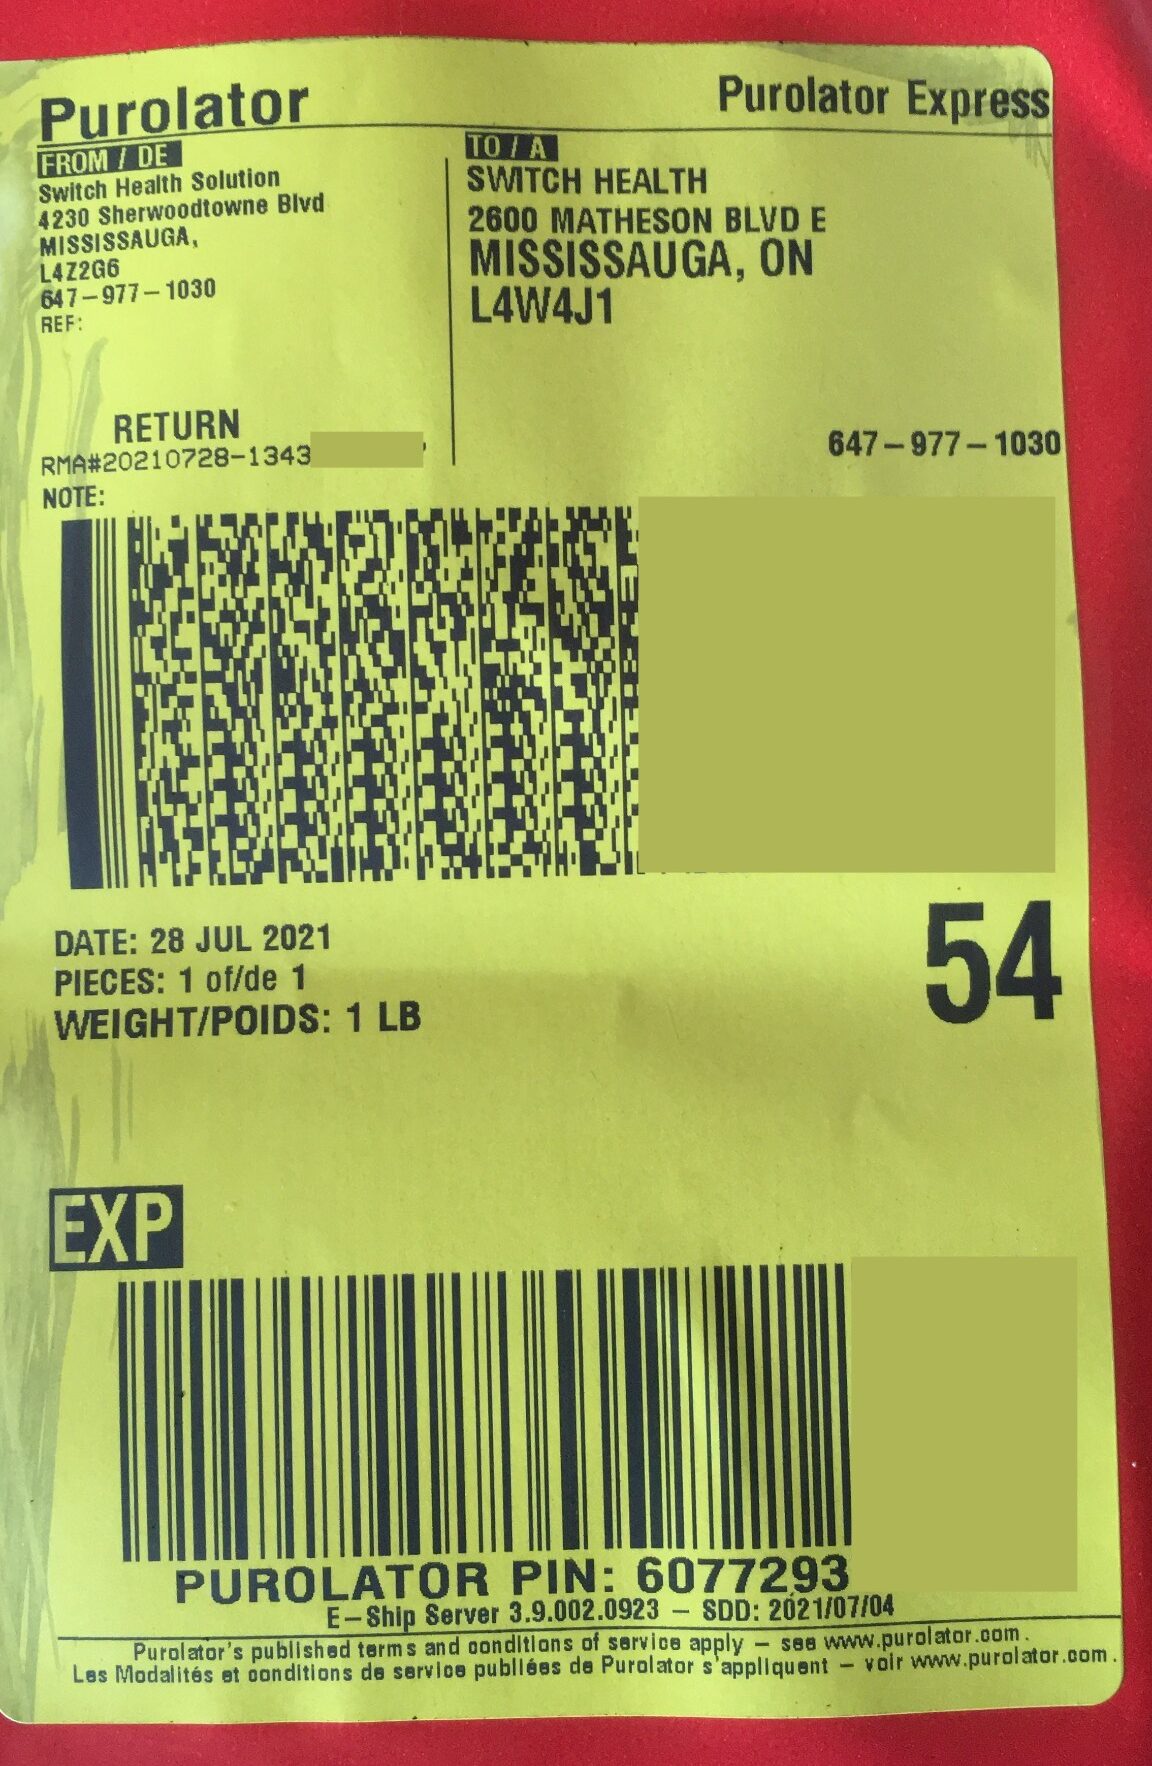 Purolator
Purolator Express
FROM / DE
Switch Health Solution
4230 Sherwoodtowne Blvd
MISSISSAUGA,
L4Z2G6
647-977-1030
REF:
TO / A
SWITCH HEALTH
2600 MATHESON BLVD E
MISSISSAUGA, ON
L4W4J1
647-977-1030
RETURN
RMA#20210728-1343
NOTE:
DATE: 28 JUL 2021
PIECES: 1 of/de 1
WEIGHT/POIDS: 1 LB
54
EXP
PUROLATOR PIN: 6077293
E-Ship Server 3.9.002.0923 - SDD: 2021/07/04
Purolator's published terms and conditions of service apply - see www.purolator.com.
Les Modalités et conditions de service publiées de Purolator s'appliquent - voir www.purolator.com.